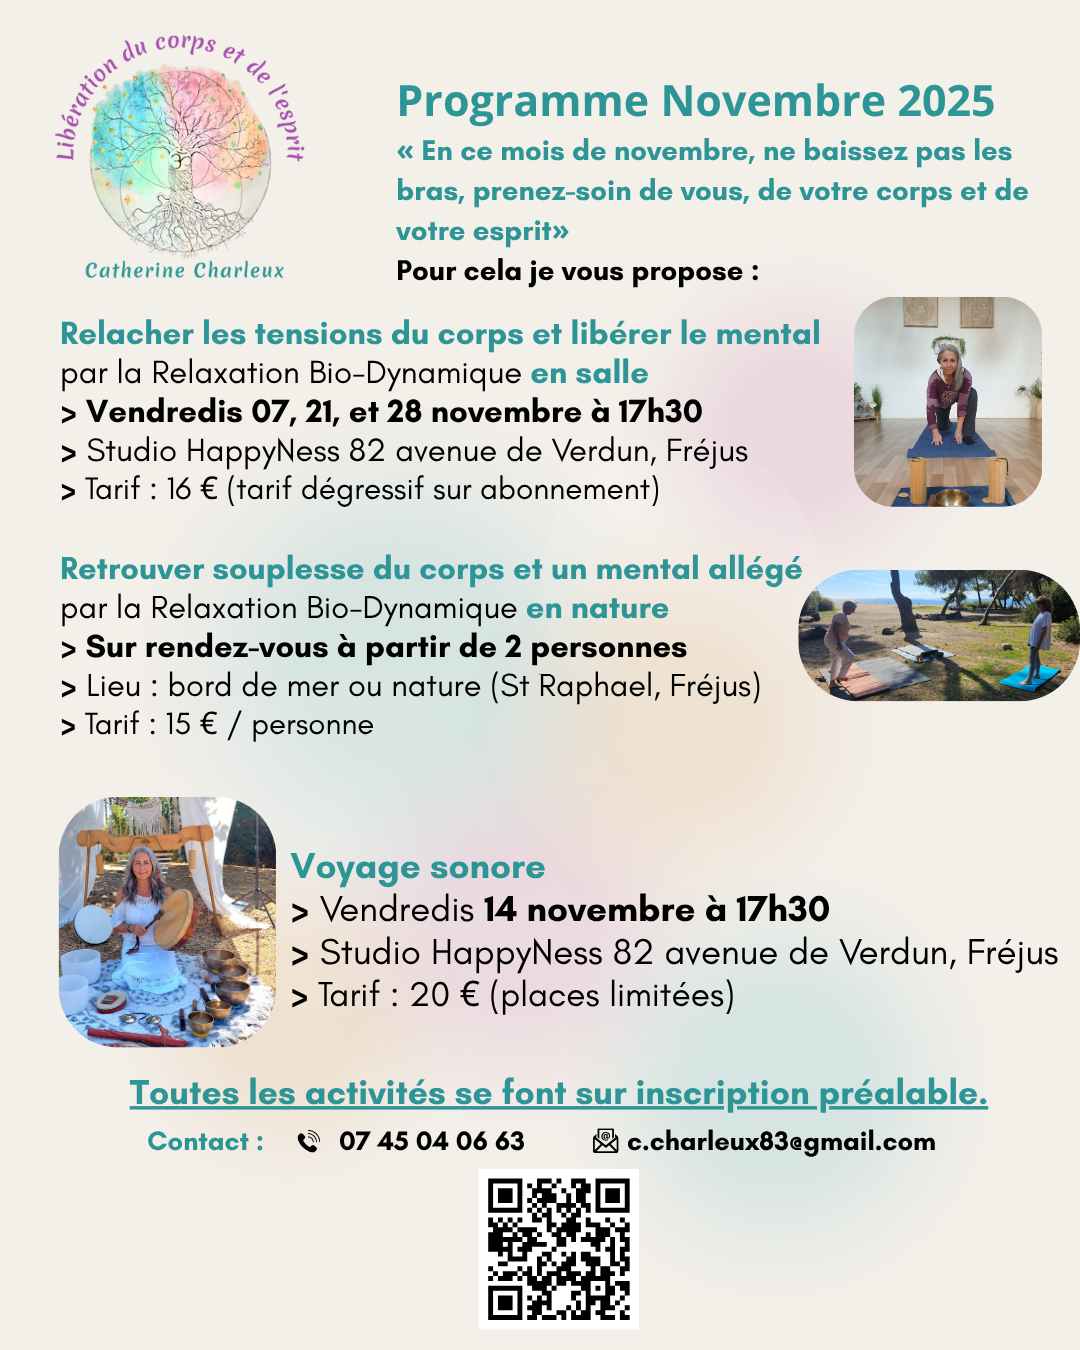 Libération du corps et de l'esprit
Catherine Charleux
Programme Novembre 2025
« En ce mois de novembre, ne baissez pas les
bras, prenez-soin de vous, de votre corps et de
votre esprit»
Pour cela je vous propose :
Relacher les tensions du corps et libérer le mental
par la Relaxation Bio-Dynamique en salle
> Vendredis 07, 21, et 28 novembre à 17h30
> Studio HappyNess 82 avenue de Verdun, Fréjus
> Tarif : 16 € (tarif dégressif sur abonnement)
Retrouver souplesse du corps et un mental allégé
par la Relaxation Bio-Dynamique en nature
> Sur rendez-vous à partir de 2 personnes
> Lieu : bord de mer ou nature (St Raphael, Fréjus)
> Tarif : 15 € / personne
Voyage sonore
> Vendredis 14 novembre à 17h30
> Studio HappyNess 82 avenue de Verdun, Fréjus
> Tarif : 20 € (places limitées)
Toutes les activités se font sur inscription préalable.
Contact : 07 45 04 06 63 c.charleux83@gmail.com